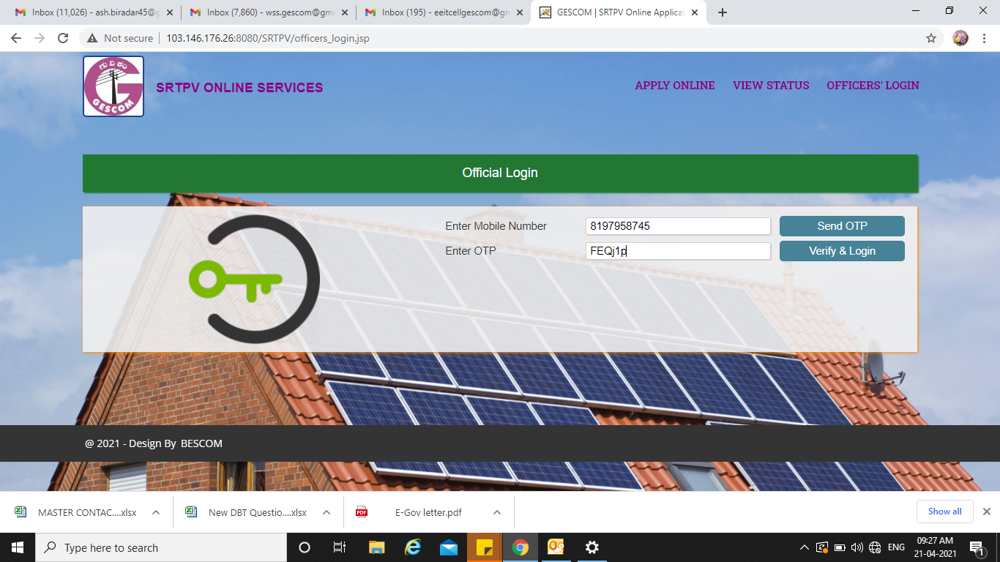 Inbox (11,026) - ash.biradar45@g
Inbox (7,860) - wss.gescom@gma
Inbox (195) - eeitcellgescom@gm
GESCOM | SRTPV Online Applicat
Not secure
103.146.176.26:8080/SRTPV/officers_login.jsp
ಗು ವಿ ಕಂ
GESCOM
SRTPV ONLINE SERVICES
APPLY ONLINE
VIEW STATUS
OFFICERS' LOGIN
Official Login
Enter Mobile Number
8197958745
Send OTP
Enter OTP
FEQj1p
Verify & Login
@ 2021 - Design By BESCOM
MASTER CONTAC....xlsx
New DBT Questio....xlsx
PDF
E-Gov letter.pdf
Show all
Type here to search
ENG
09:27 AM
21-04-2021
1